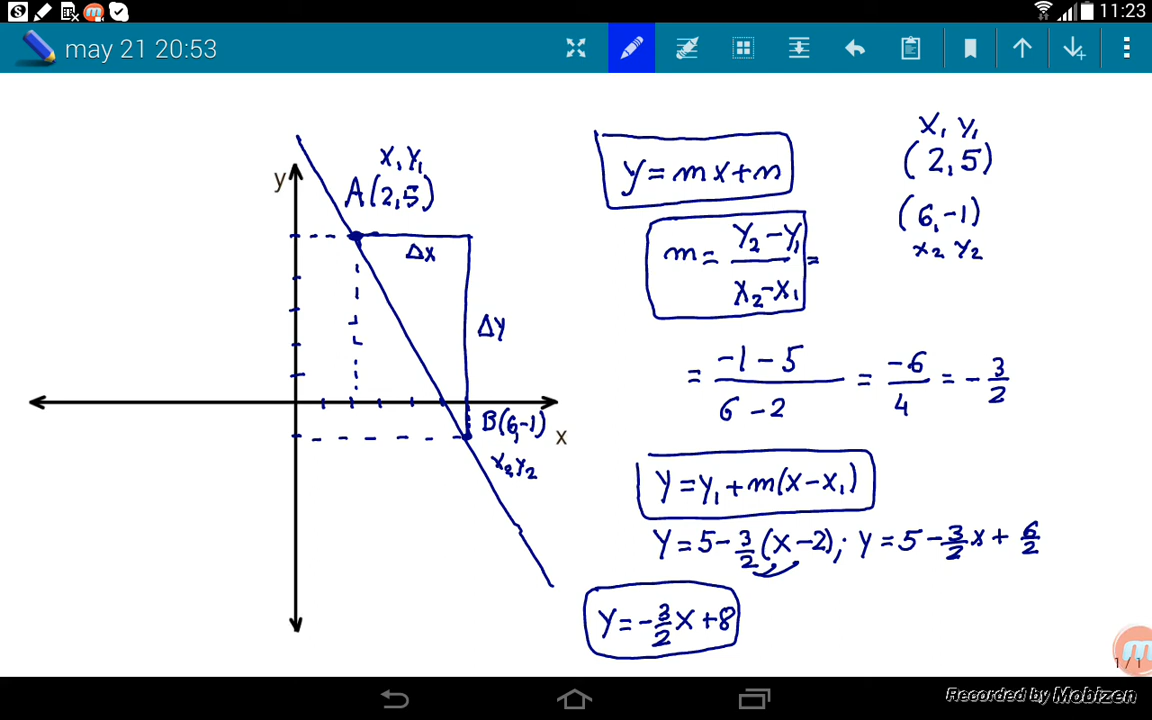 11:23
may 21 20:53
y
X₁ Y₁
A(2,5)
Δx
Δy
B(6,-1)
X₂ Y₂
x
y = mx+n
m = Y₂-Y₁ / X₂-X₁ =
X₁ Y₁
(2,5)
(6,-1)
X₂ Y₂
= -1-5 / 6-2 = -6/4 = -3/2
Y = Y₁ + m(x-x₁)
Y = 5 - 3/2 (x-2); Y = 5 - 3/2 x + 6/2
Y = -3/2 x + 8
1/1
Recorded by Mobizen